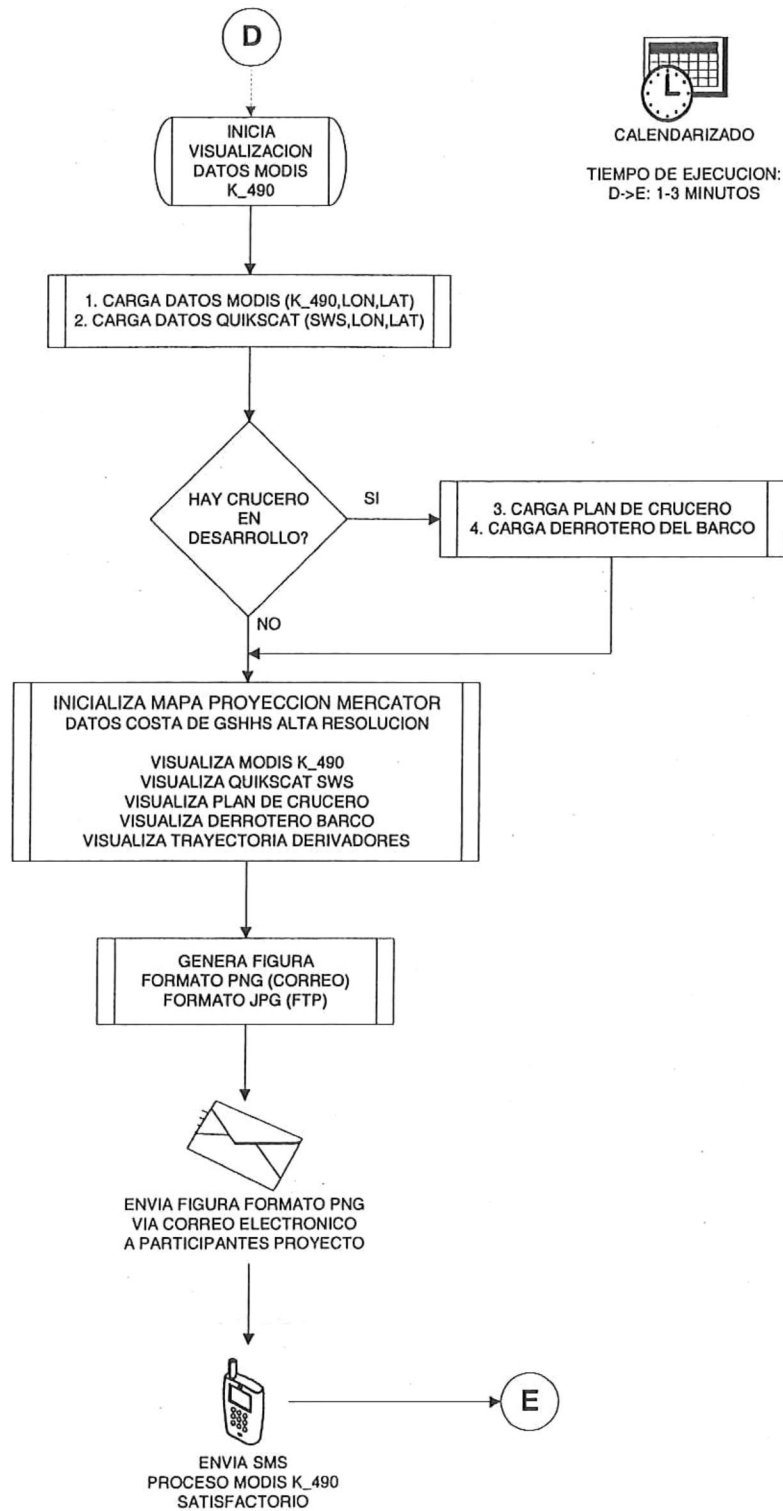 D
CALENDARIZADO
TIEMPO DE EJECUCION:
D->E: 1-3 MINUTOS
INICIA
VISUALIZACION
DATOS MODIS
K_490
1. CARGA DATOS MODIS (K_490,LON,LAT)
2. CARGA DATOS QUIKSCAT (SWS,LON,LAT)
HAY CRUCERO
EN
DESARROLLO?
SI
3. CARGA PLAN DE CRUCERO
4. CARGA DERROTERO DEL BARCO
NO
INICIALIZA MAPA PROYECCION MERCATOR
DATOS COSTA DE GSHHS ALTA RESOLUCION
VISUALIZA MODIS K_490
VISUALIZA QUIKSCAT SWS
VISUALIZA PLAN DE CRUCERO
VISUALIZA DERROTERO BARCO
VISUALIZA TRAYECTORIA DERIVADORES
GENERA FIGURA
FORMATO PNG (CORREO)
FORMATO JPG (FTP)
ENVIA FIGURA FORMATO PNG
VIA CORREO ELECTRONICO
A PARTICIPANTES PROYECTO
E
ENVIA SMS
PROCESO MODIS K_490
SATISFACTORIO